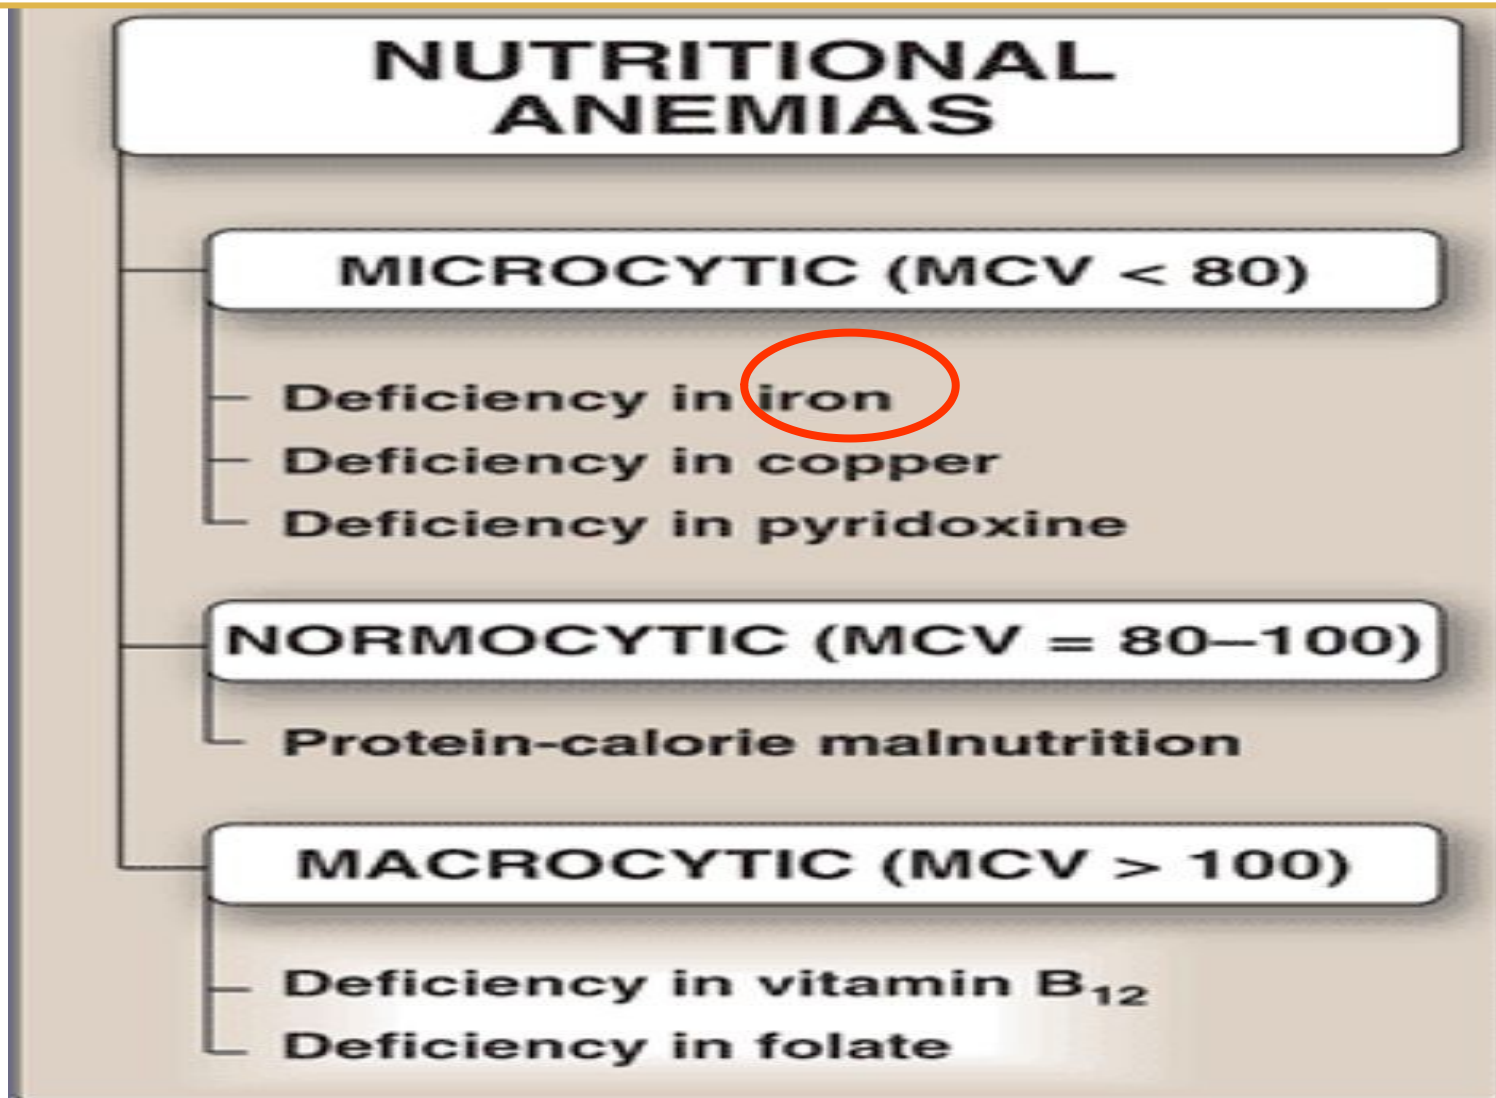 NUTRITIONAL
ANEMIAS
MICROCYTIC (MCV < 80)
Deficiency in iron
Deficiency in copper
Deficiency in pyridoxine
NORMOCYTIC (MCV = 80–100)
Protein-calorie malnutrition
MACROCYTIC (MCV > 100)
Deficiency in vitamin B₁₂
Deficiency in folate